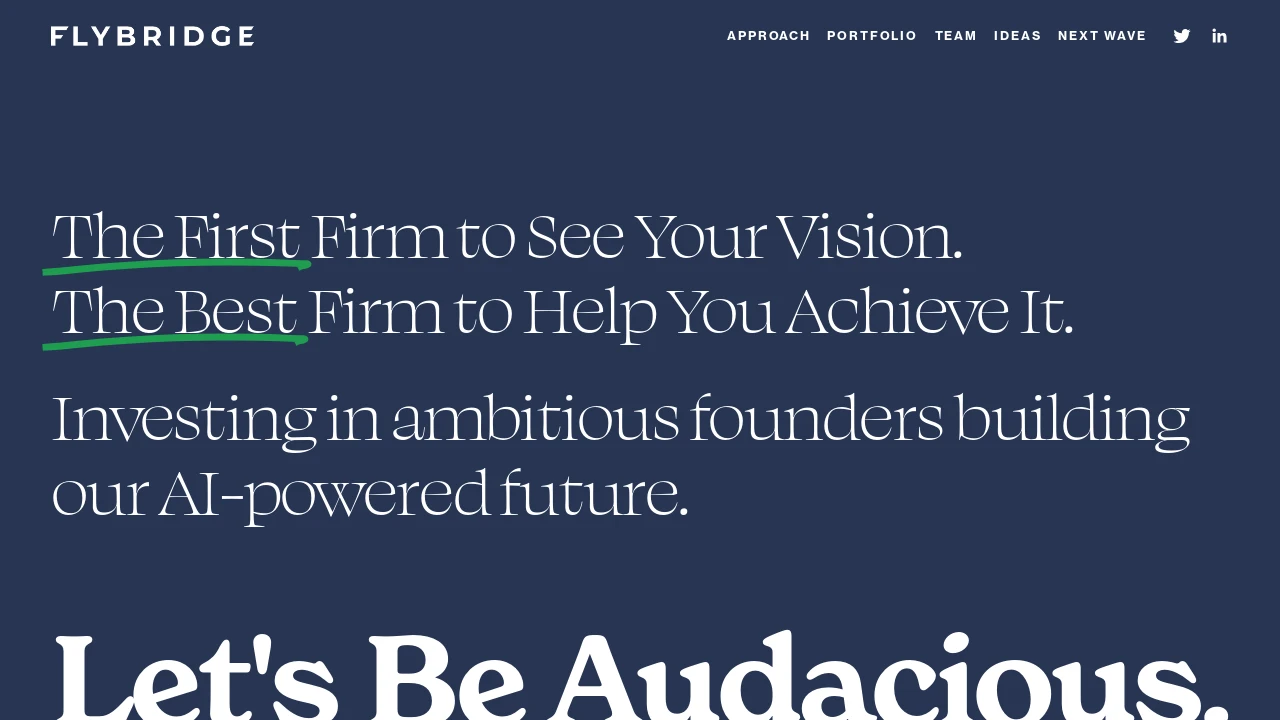 FLYBRIDGE
APPROACH PORTFOLIO TEAM IDEAS NEXT WAVE
The First Firm to See Your Vision.
The Best Firm to Help You Achieve It.
Investing in ambitious founders building
our AI-powered future.
Let's Be Audacious.